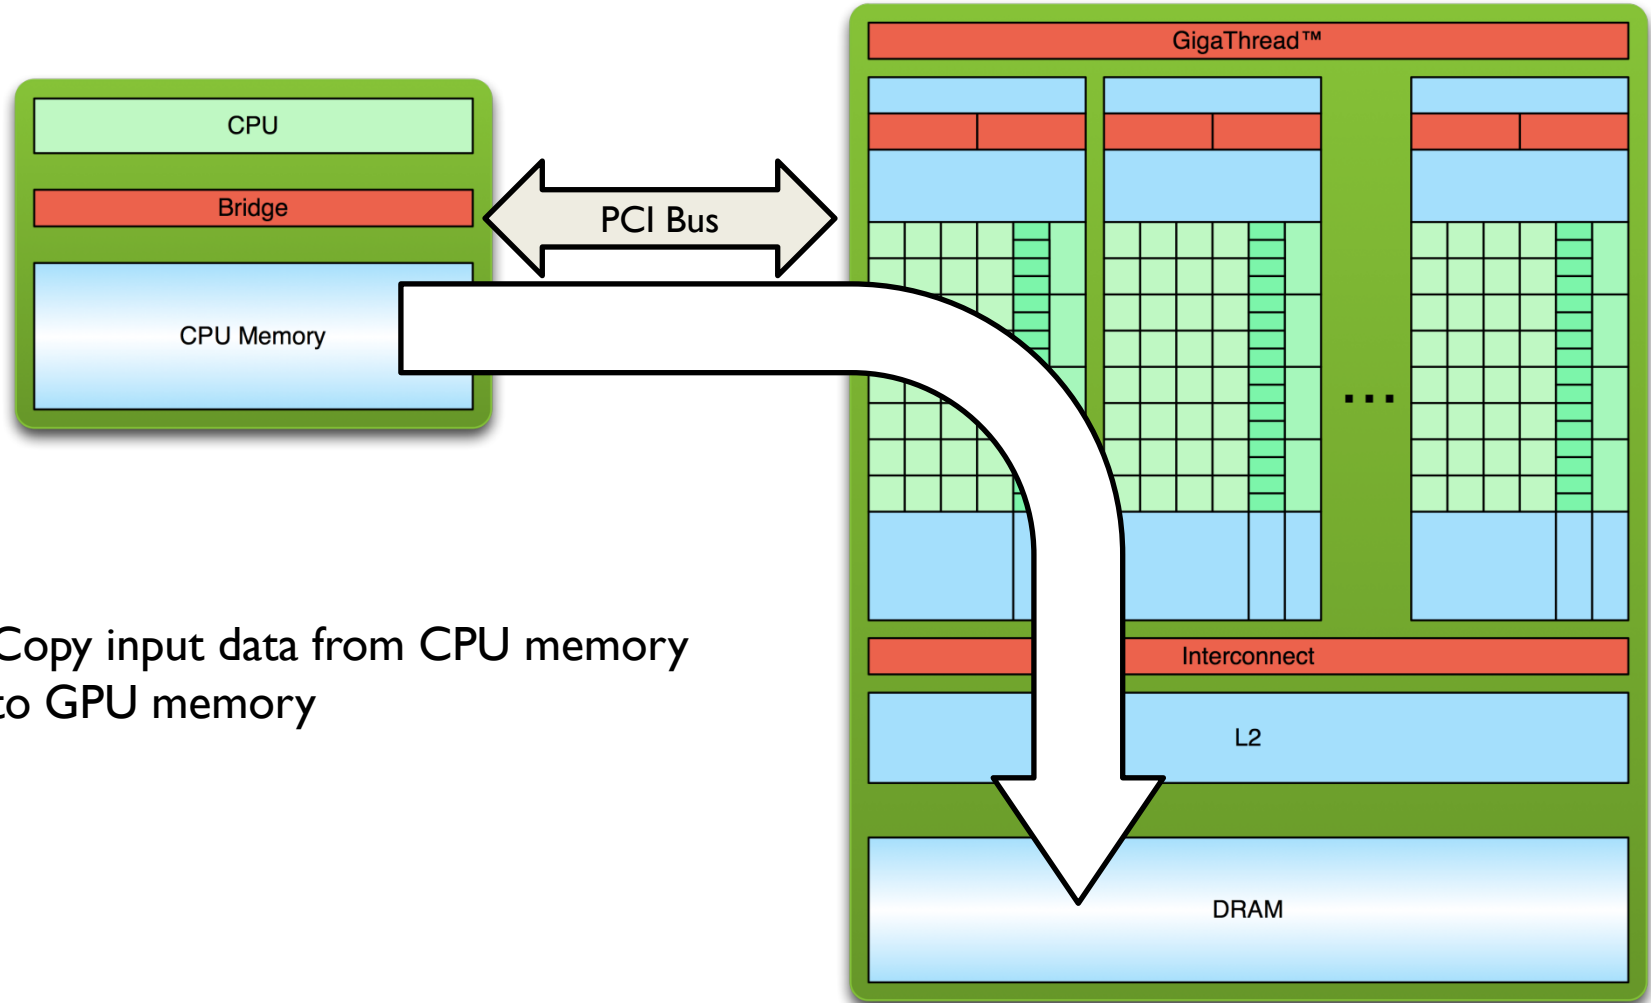 GigaThread™
CPU
Bridge
PCI Bus
CPU Memory
...
Copy input data from CPU memory
to GPU memory
Interconnect
L2
DRAM